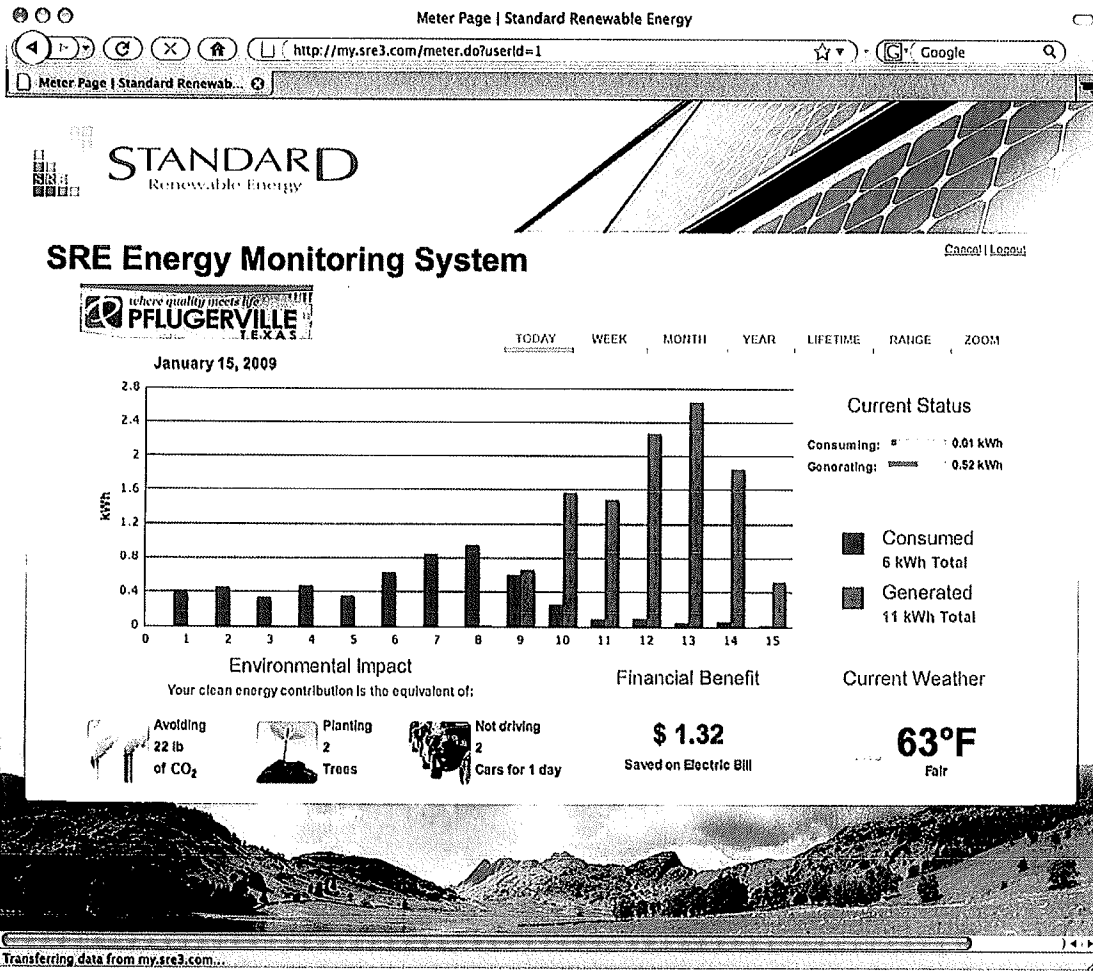 Meter Page | Standard Renewable Energy
http://my.sre3.com/meter.do?userId=1
Google
Meter Page | Standard Renewab...
SRE
STANDARD
Renewable Energy
SRE Energy Monitoring System
Cancel | Logout
where quality meets life
PFLUGERVILLE
TEXAS
TODAY WEEK MONTH YEAR LIFETIME RANGE ZOOM
January 15, 2009
2.8
2.4
2
1.6
1.2
0.8
0.4
0
kWh
0 1 2 3 4 5 6 7 8 9 10 11 12 13 14 15
Current Status
Consuming: 0.01 kWh
Generating: 0.52 kWh
Consumed
6 kWh Total
Generated
11 kWh Total
Environmental Impact
Your clean energy contribution is the equivalent of:
Avoiding
22 lb
of CO₂
Planting
2
Trees
Not driving
2
Cars for 1 day
Financial Benefit
$ 1.32
Saved on Electric Bill
Current Weather
63°F
Fair
Transferring data from my.sre3.com...